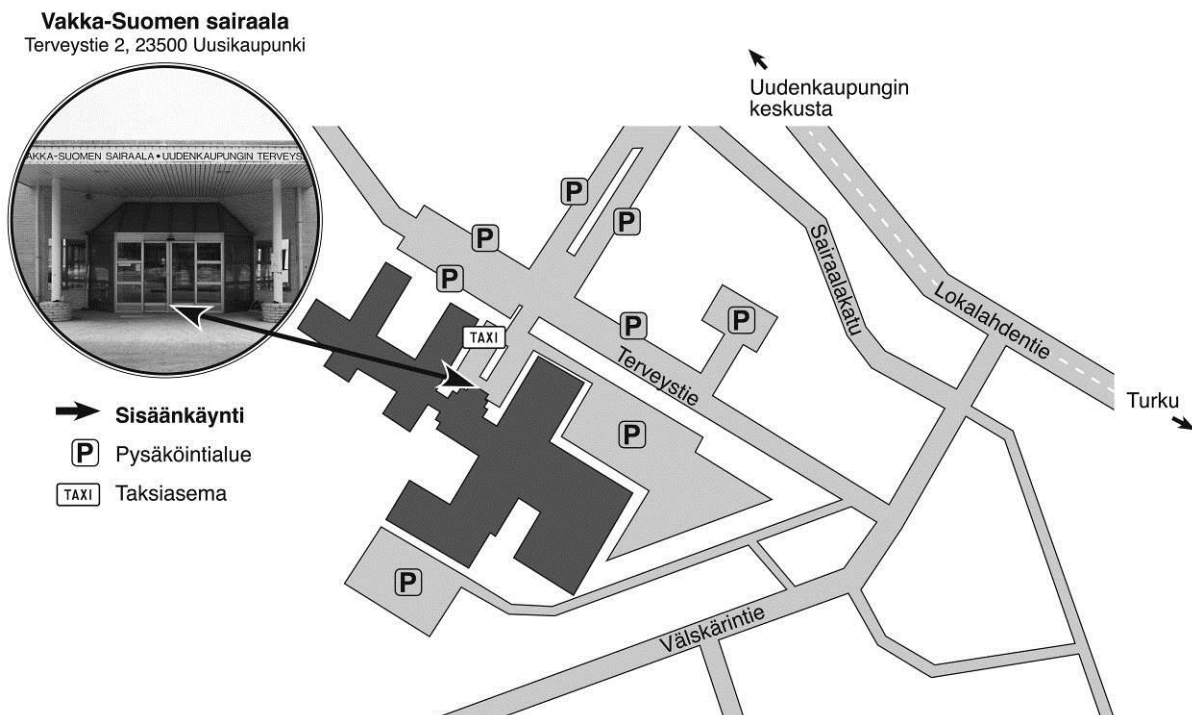 Vakka-Suomen sairaala
Terveystie 2, 23500 Uusikaupunki
AKKA-SUOMEN SAIRAALA • UUDENKAUPUNGIN TERVEYS
Uudenkaupungin
keskusta
P
P
P
P
P
P
P
P
TAXI
Sairaalakatu
Lokalahdentie
Terveystie
Turku
Välskärintie
Sisäänkäynti
P Pysäköintialue
TAXI Taksiasema